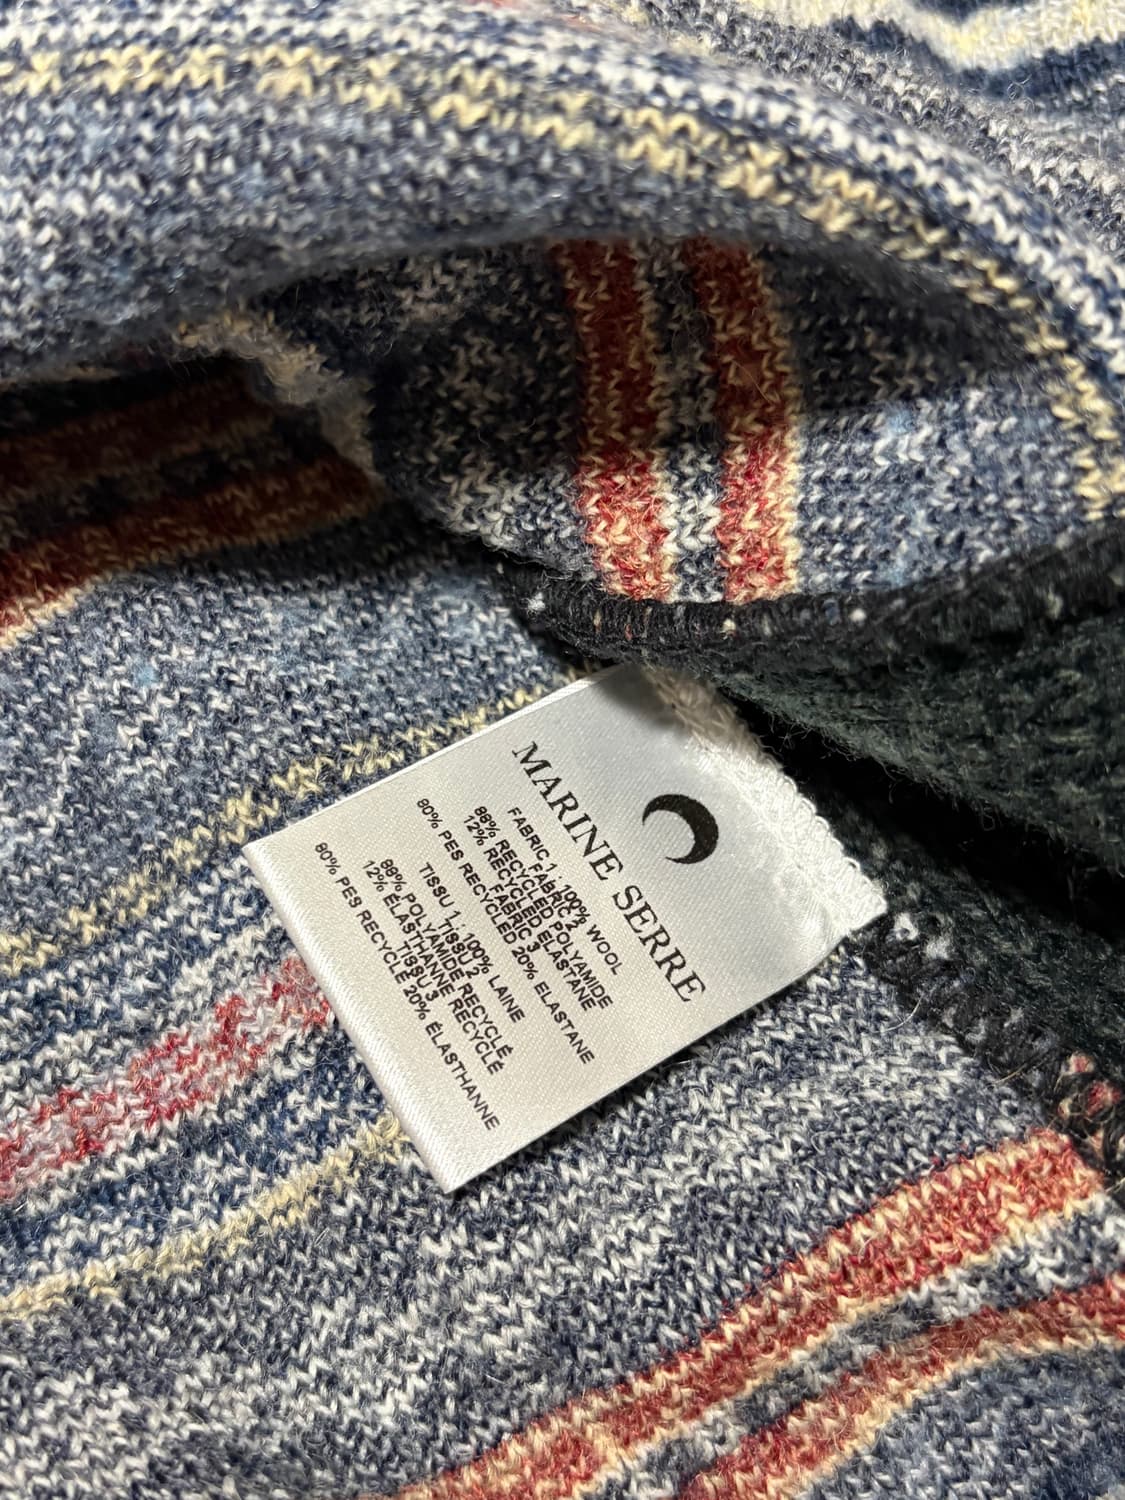 MARINE SERRE
FABRIC 1 : 100% WOOL
FABRIC 2
88% RECYCLED POLYAMIDE
12% RECYCLED ELASTANE
FABRIC 3
80% PES RECYCLED 20% ELASTANE
TISSU 1 : 100% LAINE
TISSU 2
88% POLYAMIDE RECYCLÉ
12% ÉLASTHANNE RECYCLÉ
TISSU 3
80% PES RECYCLE 20% ÉLASTHANNE